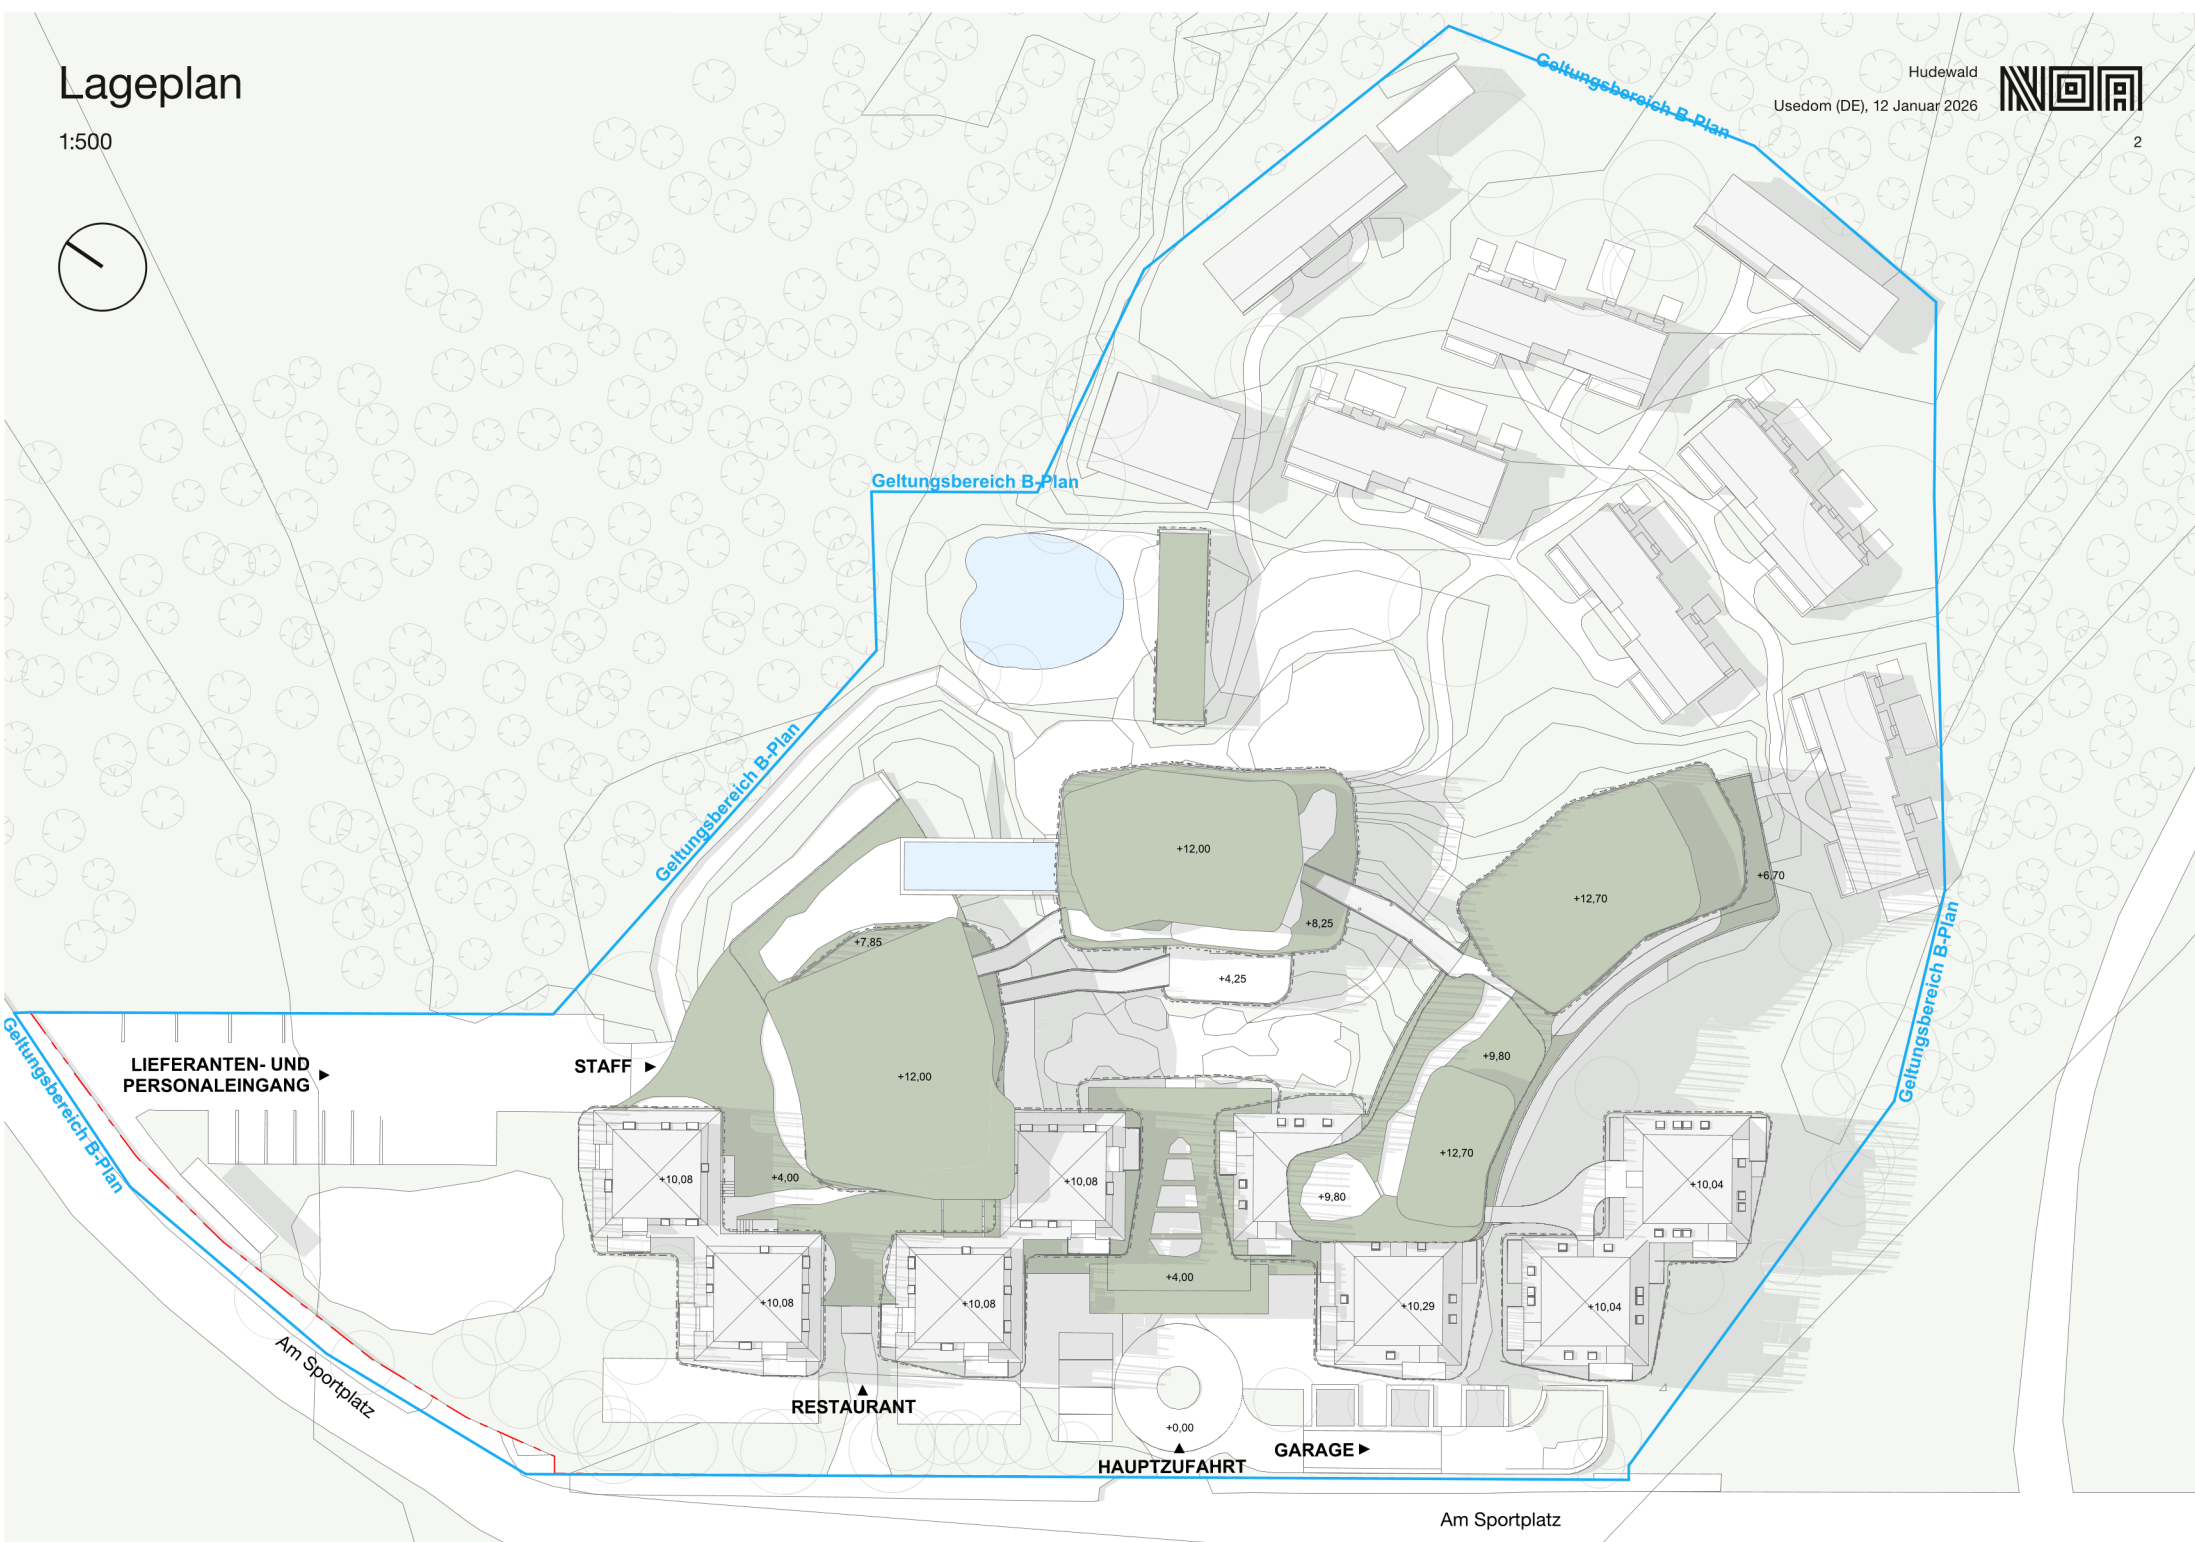 Lageplan
1:500
Hudewald
NOA
Usedom (DE), 12 Januar 2026
2
Geltungsbereich B-Plan
Geltungsbereich B-Plan
Geltungsbereich B-Plan
Geltungsbereich B-Plan
Geltungsbereich B-Plan
+12,00
+6,70
+12,70
+8,25
+7,85
+4,25
+9,80
LIEFERANTEN- UND
PERSONALEINGANG
STAFF
+12,00
+12,70
+4,00
+10,08
+10,08
+9,80
+10,04
+4,00
+10,08
+10,08
+10,29
+10,04
Am Sportplatz
RESTAURANT
+0,00
GARAGE
HAUPTZUFAHRT
Am Sportplatz